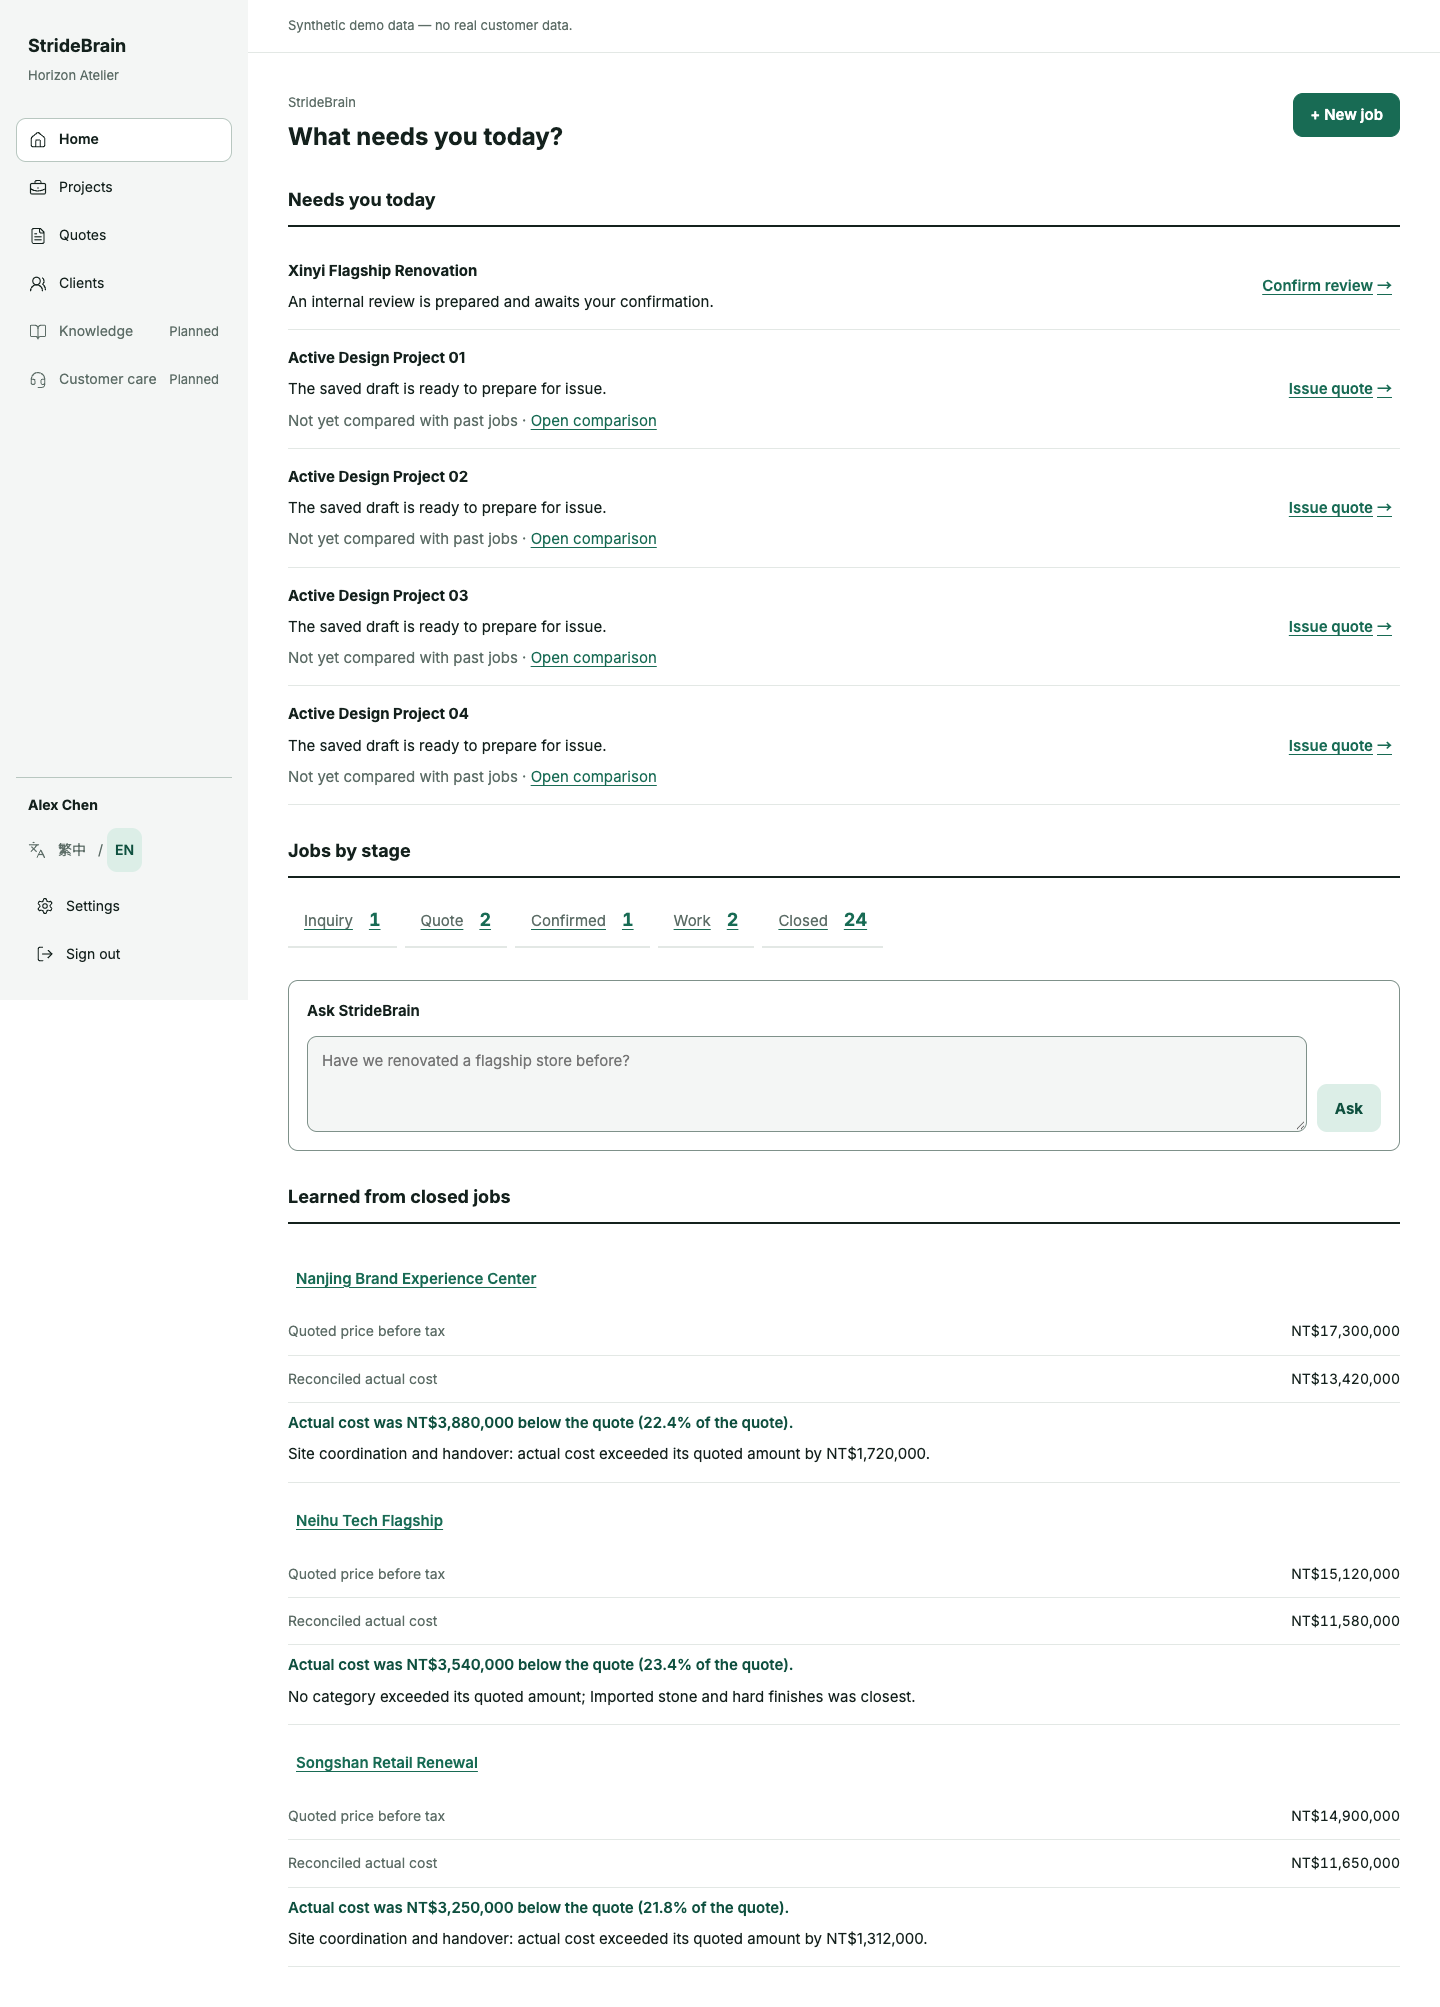 StrideBrain
Horizon Atelier
Home
Projects
Quotes
Clients
Knowledge Planned
Customer care Planned
Alex Chen
繁中 / EN
Settings
Sign out
Synthetic demo data — no real customer data.
StrideBrain
What needs you today?
+ New job
Needs you today
Xinyi Flagship Renovation
An internal review is prepared and awaits your confirmation.
Confirm review →
Active Design Project 01
The saved draft is ready to prepare for issue.
Not yet compared with past jobs · Open comparison
Issue quote →
Active Design Project 02
The saved draft is ready to prepare for issue.
Not yet compared with past jobs · Open comparison
Issue quote →
Active Design Project 03
The saved draft is ready to prepare for issue.
Not yet compared with past jobs · Open comparison
Issue quote →
Active Design Project 04
The saved draft is ready to prepare for issue.
Not yet compared with past jobs · Open comparison
Issue quote →
Jobs by stage
Inquiry 1 Quote 2 Confirmed 1 Work 2 Closed 24
Ask StrideBrain
Have we renovated a flagship store before?
Ask
Learned from closed jobs
Nanjing Brand Experience Center
Quoted price before tax NT$17,300,000
Reconciled actual cost NT$13,420,000
Actual cost was NT$3,880,000 below the quote (22.4% of the quote).
Site coordination and handover: actual cost exceeded its quoted amount by NT$1,720,000.
Neihu Tech Flagship
Quoted price before tax NT$15,120,000
Reconciled actual cost NT$11,580,000
Actual cost was NT$3,540,000 below the quote (23.4% of the quote).
No category exceeded its quoted amount; Imported stone and hard finishes was closest.
Songshan Retail Renewal
Quoted price before tax NT$14,900,000
Reconciled actual cost NT$11,650,000
Actual cost was NT$3,250,000 below the quote (21.8% of the quote).
Site coordination and handover: actual cost exceeded its quoted amount by NT$1,312,000.